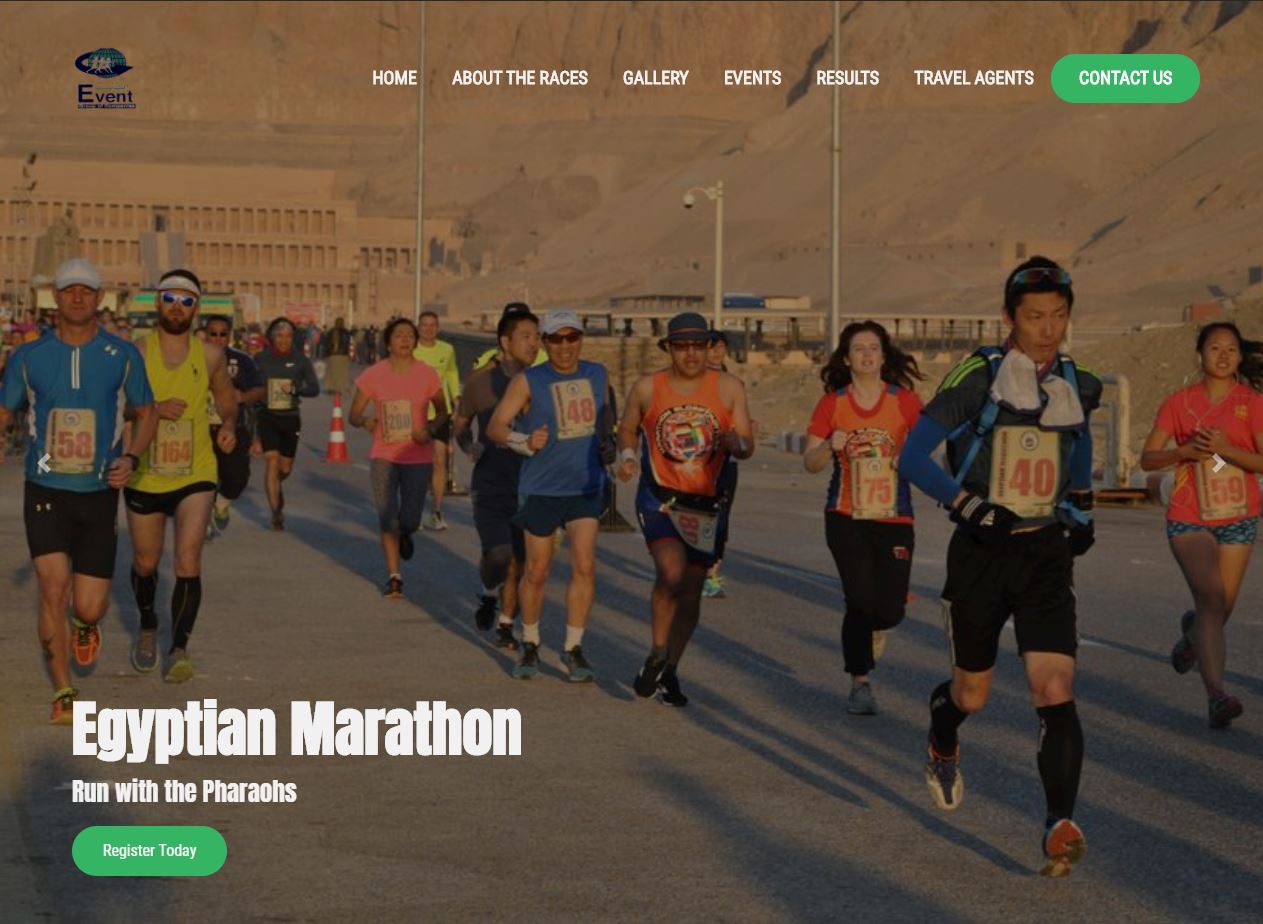 HOME
ABOUT THE RACES
GALLERY
EVENTS
RESULTS
TRAVEL AGENTS
CONTACT US
Event
58
164
260
48
75
40
59
Egyptian Marathon
Run with the Pharaohs
Register Today